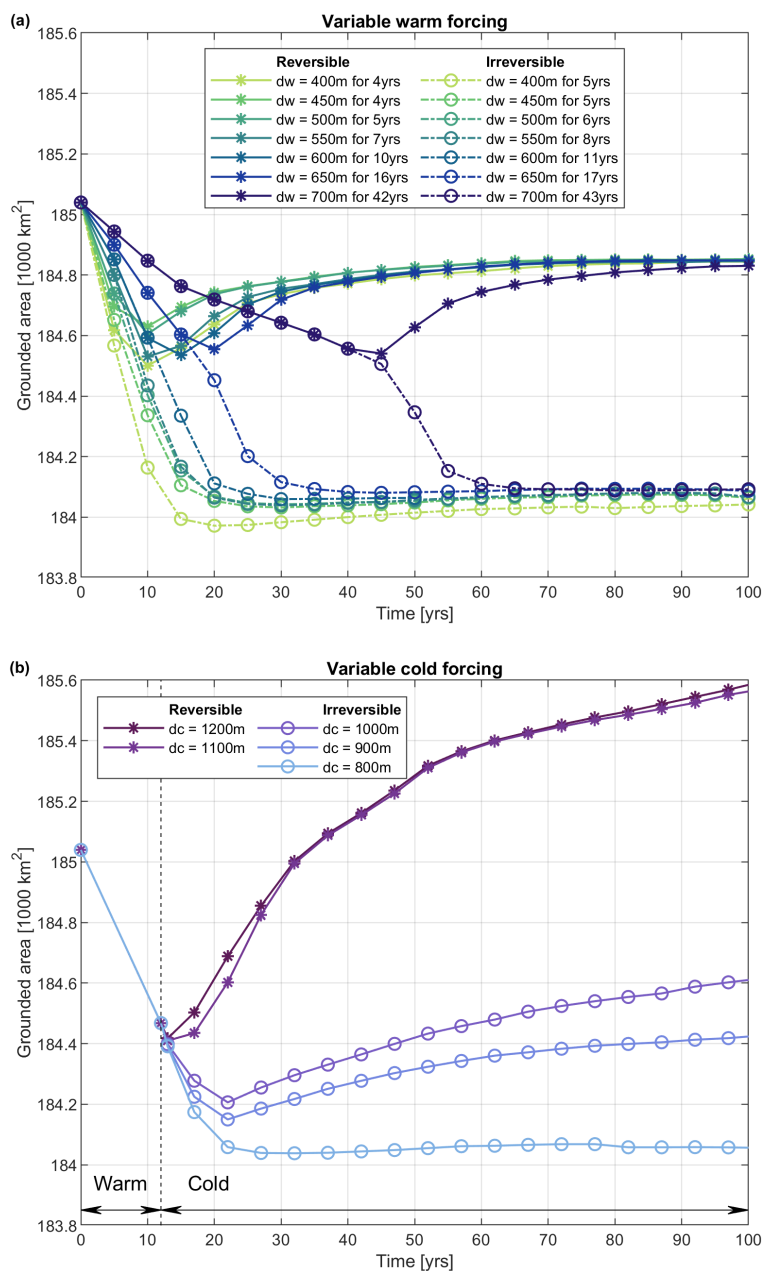 (a)
Variable warm forcing
Reversible Irreversible
dw = 400m for 4yrs dw = 400m for 5yrs
dw = 450m for 4yrs dw = 450m for 5yrs
dw = 500m for 5yrs dw = 500m for 6yrs
dw = 550m for 7yrs dw = 550m for 8yrs
dw = 600m for 10yrs dw = 600m for 11yrs
dw = 650m for 16yrs dw = 650m for 17yrs
dw = 700m for 42yrs dw = 700m for 43yrs
185.6
185.4
185.2
185
184.8
184.6
184.4
184.2
184
183.8
Grounded area [1000 km²]
0 10 20 30 40 50 60 70 80 90 100
Time [yrs]
(b)
Variable cold forcing
Reversible Irreversible
dc = 1200m dc = 1000m
dc = 1100m dc = 900m
dc = 800m
185.6
185.4
185.2
185
184.8
184.6
184.4
184.2
184
183.8
Grounded area [1000 km²]
Warm Cold
0 10 20 30 40 50 60 70 80 90 100
Time [yrs]